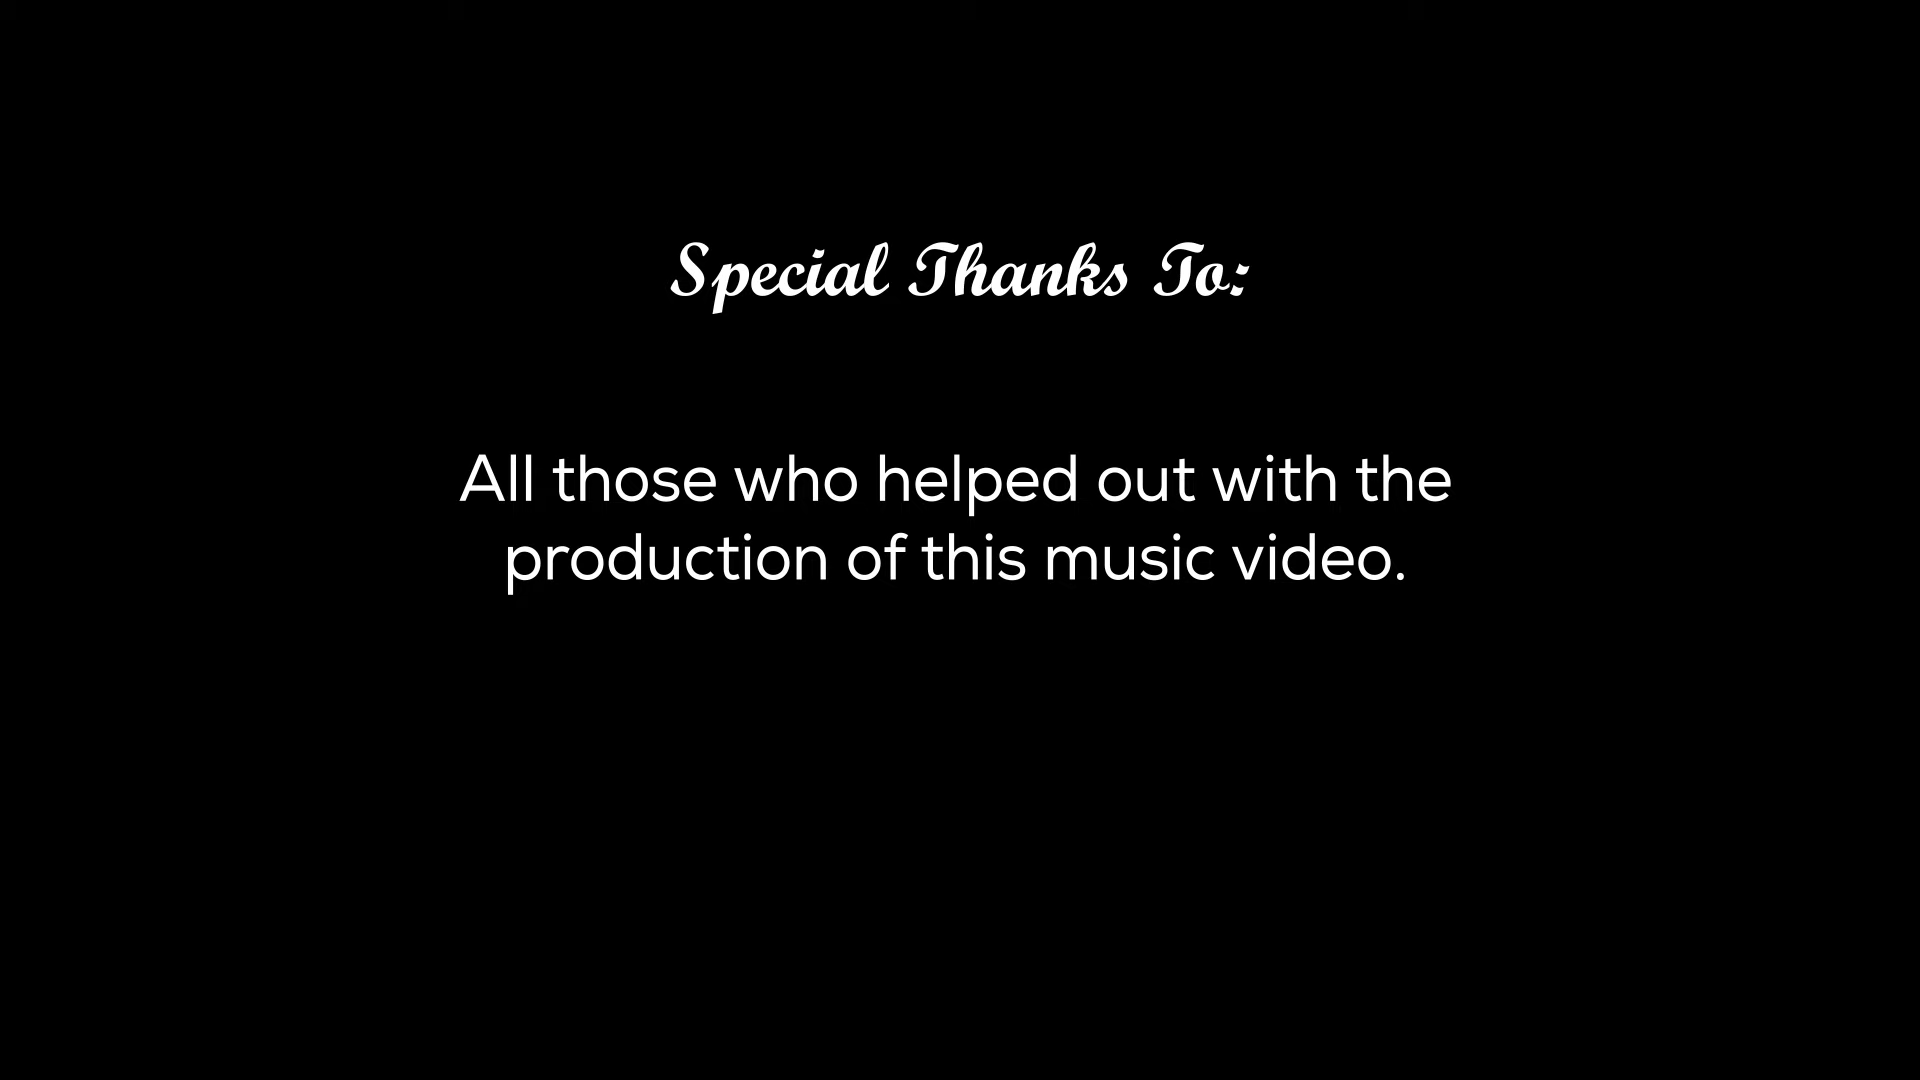 Special Thanks To:
All those who helped out with the
production of this music video.